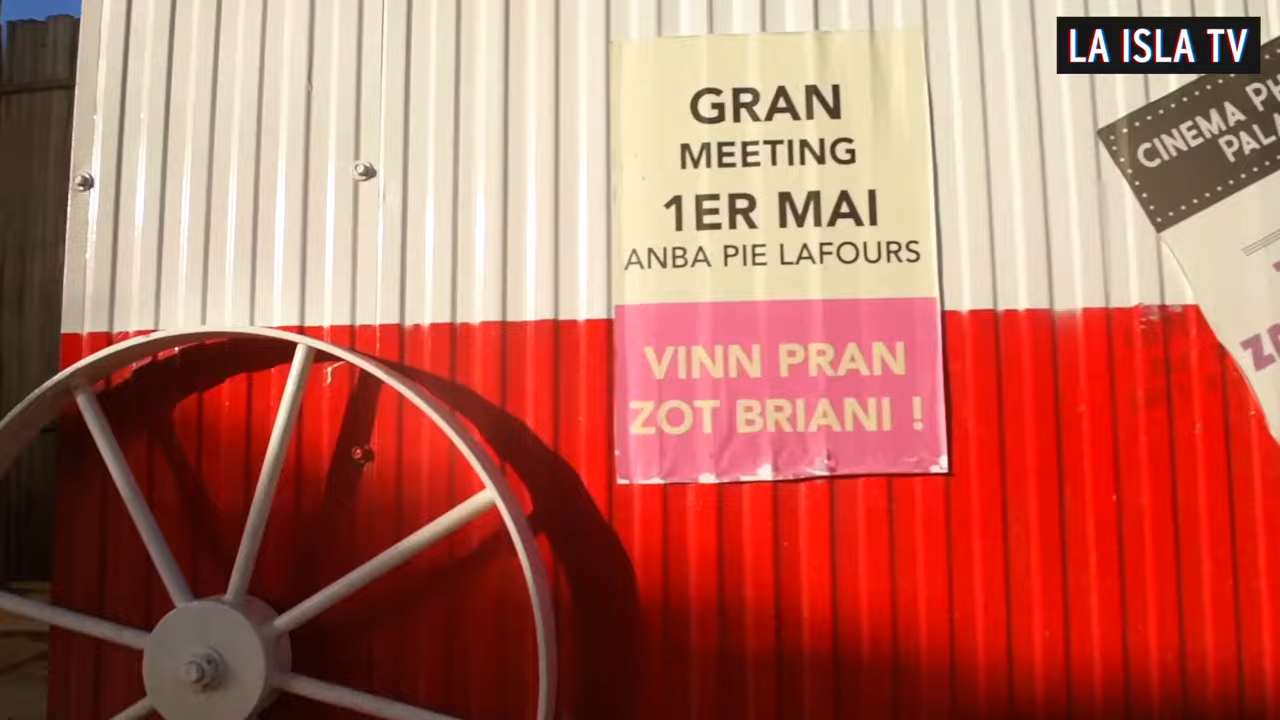 LA ISLA TV
GRAN
MEETING
1ER MAI
ANBA PIE LAFOURS
VINN PRAN
ZOT BRIANI !
CINEMA